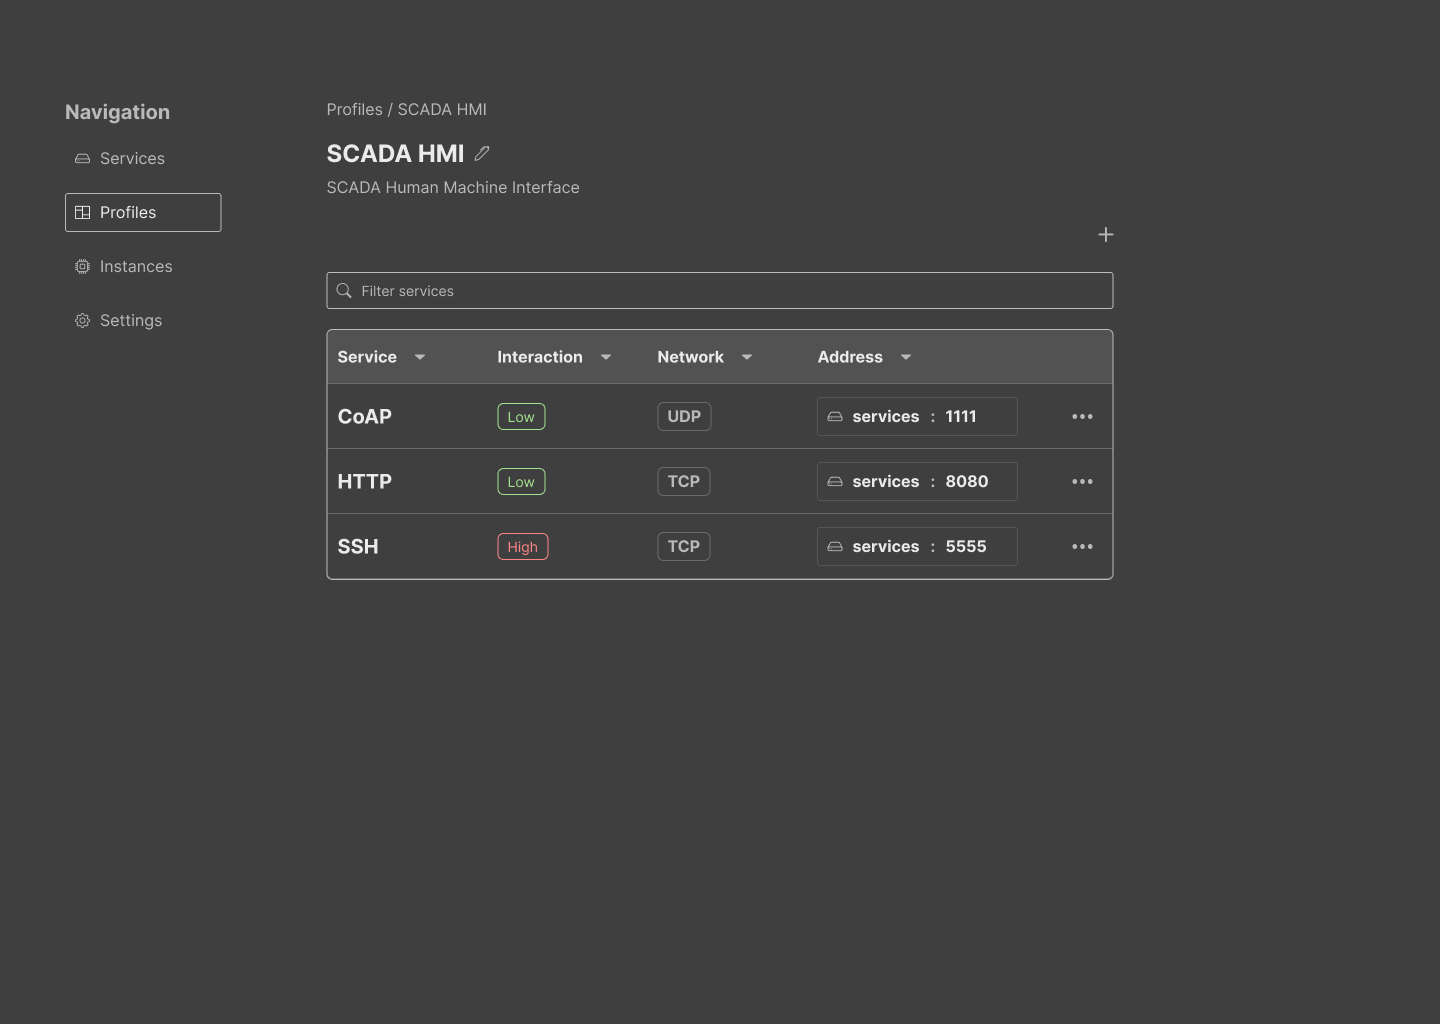 Navigation
Services
Profiles
Instances
Settings
Profiles / SCADA HMI
SCADA HMI
SCADA Human Machine Interface
Filter services
Service Interaction Network Address
CoAP Low UDP services : 1111
HTTP Low TCP services : 8080
SSH High TCP services : 5555